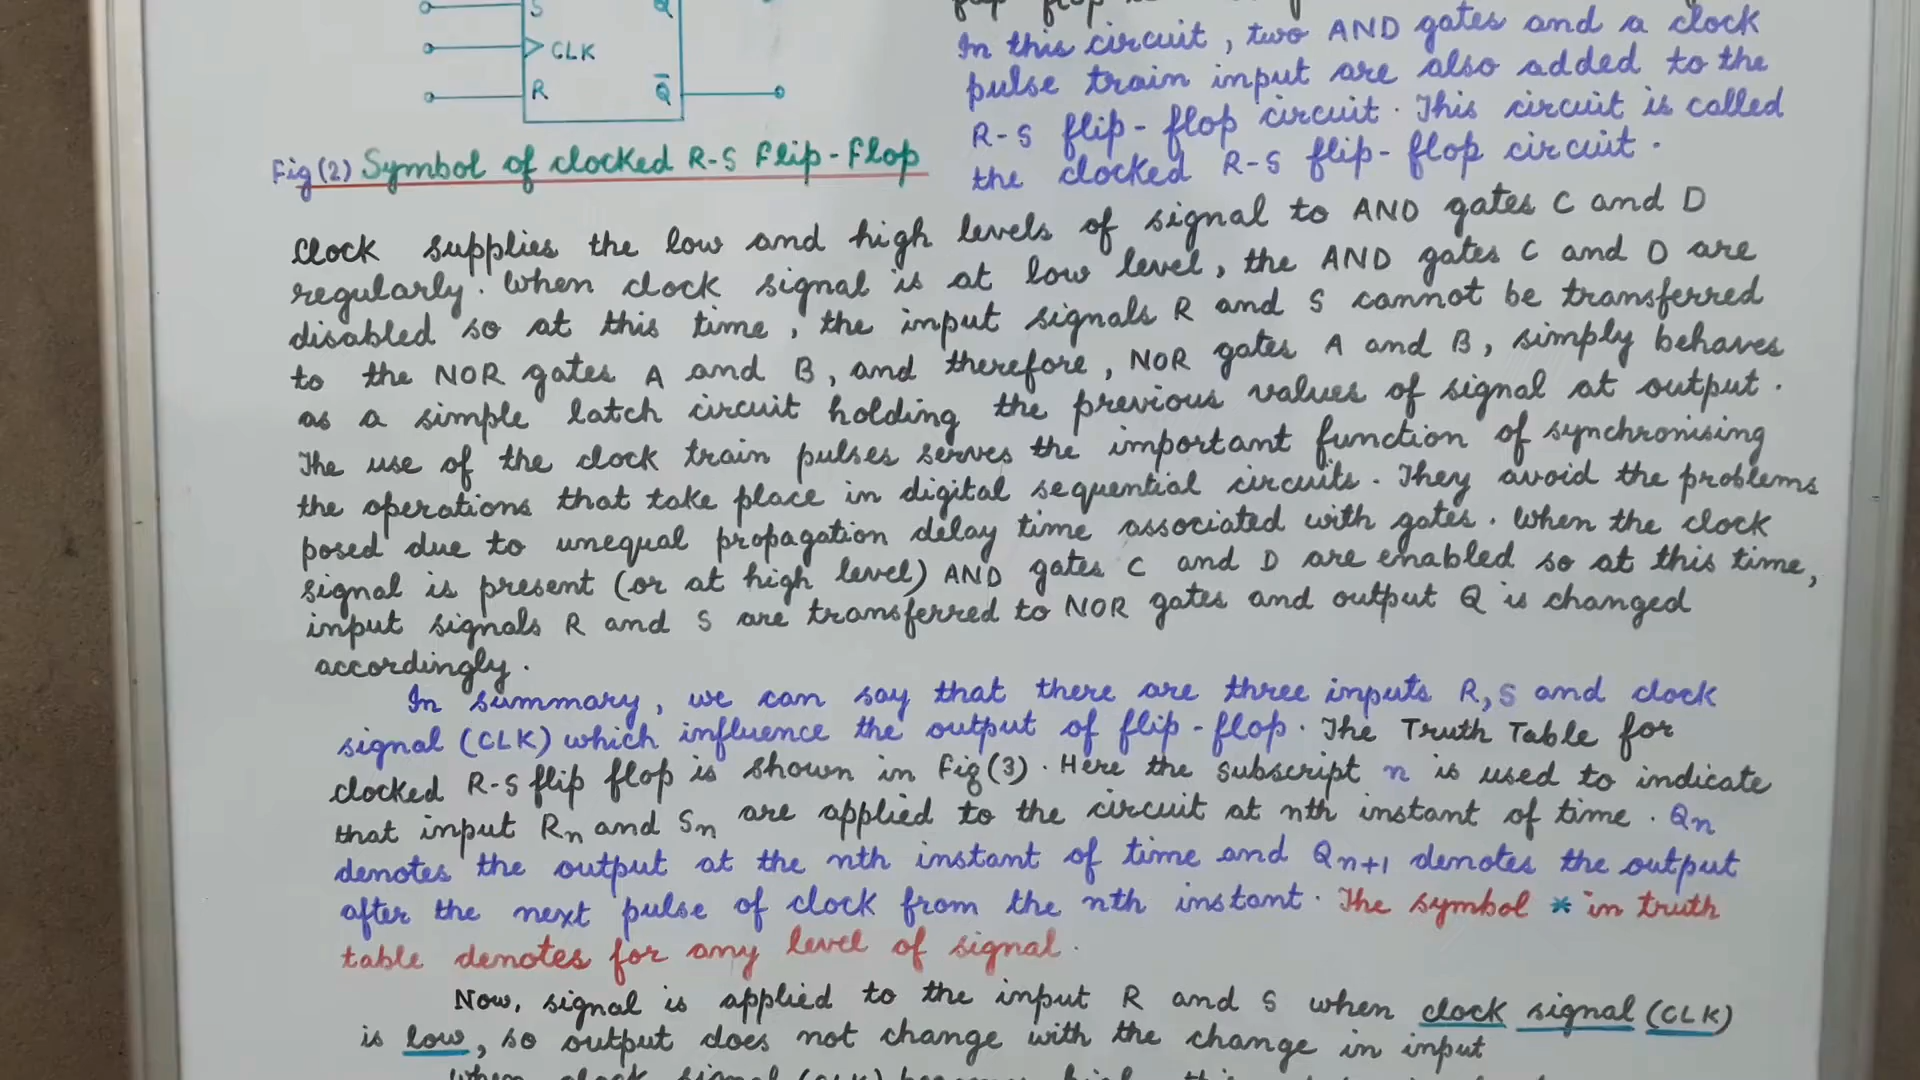 S
Q
CLK
R
Q̅
In this circuit, two AND gates and a clock
pulse train input are also added to the
R-S flip-flop circuit. This circuit is called
the clocked R-S flip-flop circuit.
Fig(2) Symbol of clocked R-S Flip-Flop
Clock supplies the low and high levels of signal to AND gates C and D
regularly. When clock signal is at low level, the AND gates C and D are
disabled so at this time, the input signals R and S cannot be transferred
to the NOR gates A and B, and therefore, NOR gates A and B, simply behaves
as a simple latch circuit holding the previous values of signal at output.
The use of the clock train pulses serves the important function of synchronising
the operations that take place in digital sequential circuits. They avoid the problems
posed due to unequal propagation delay time associated with gates. When the clock
signal is present (or at high level) AND gates C and D are enabled so at this time,
input signals R and S are transferred to NOR gates and output Q is changed
accordingly.
In summary, we can say that there are three inputs R, S and clock
signal (CLK) which influence the output of flip-flop. The Truth Table for
clocked R-S flip flop is shown in Fig(3). Here the subscript n is used to indicate
that input Rn and Sn are applied to the circuit at nth instant of time. Qn
denotes the output at the nth instant of time and Qn+1 denotes the output
after the next pulse of clock from the nth instant. The symbol * in truth
table denotes for any level of signal.
Now, signal is applied to the input R and S when clock signal (CLK)
is low, so output does not change with the change in input
When clock signal (CLK) becomes high